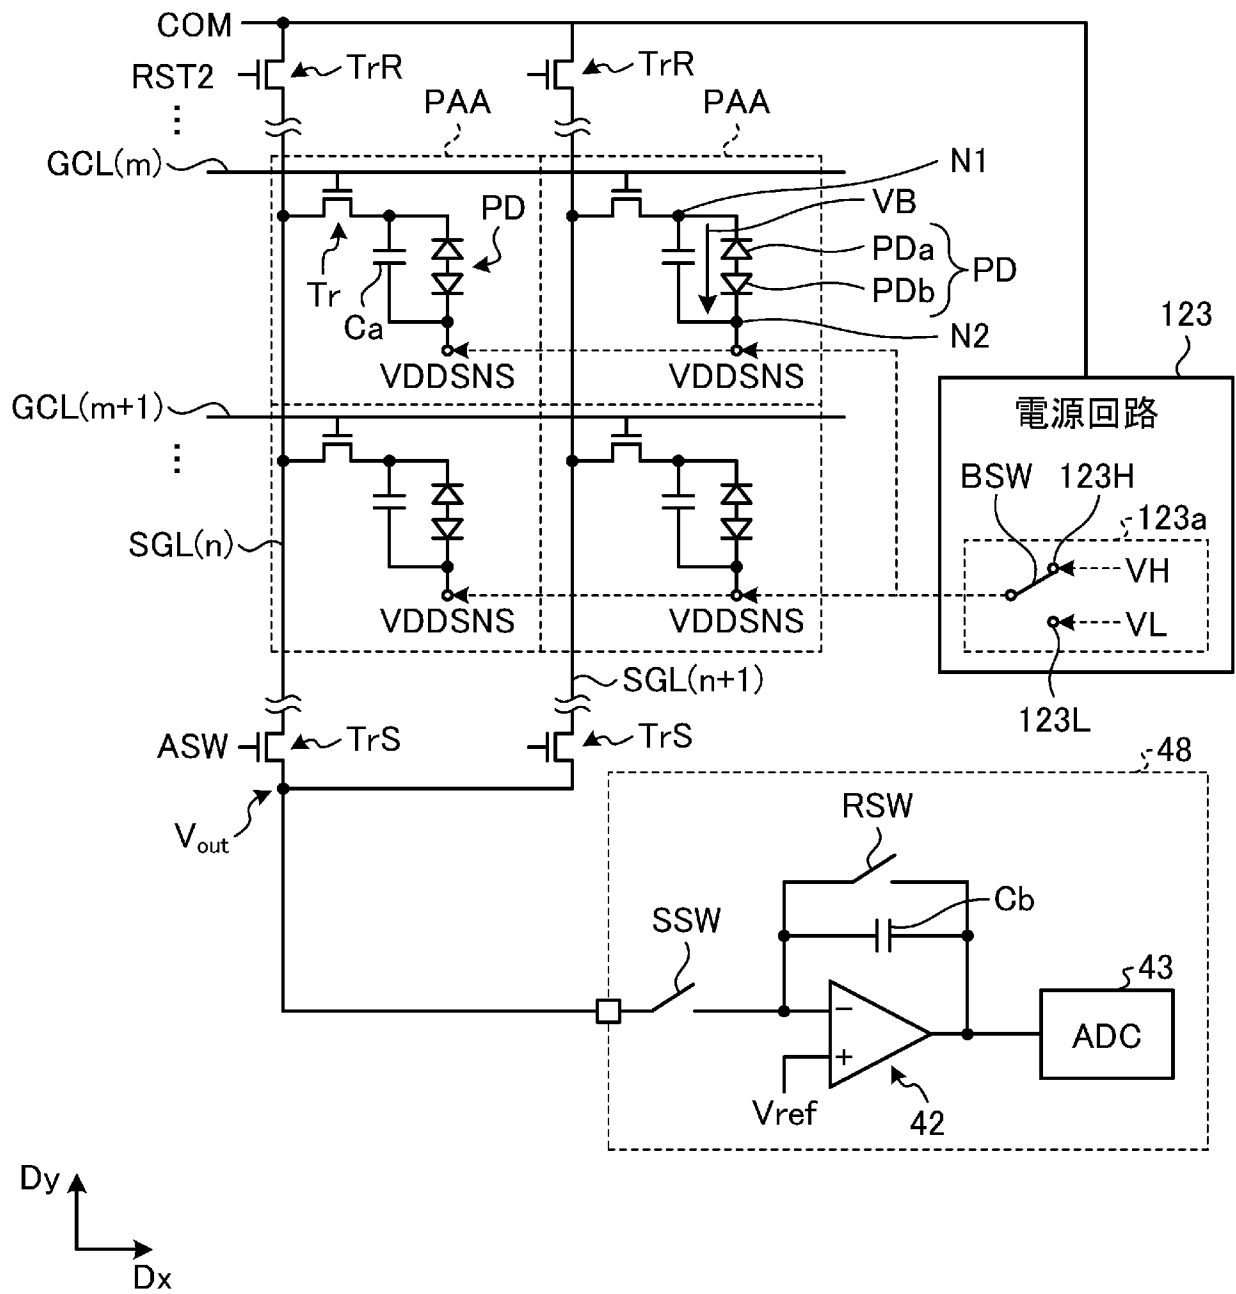 COM
RST2
TrR
TrR
⋮
PAA
PAA
GCL(m)
N1
VB
PD
PDa
PDb
PD
Tr
Ca
N2
VDDSNS
VDDSNS
123
GCL(m+1)
電源回路
⋮
BSW
123H
123a
SGL(n)
VH
VDDSNS
VDDSNS
VL
SGL(n+1)
123L
ASW
TrS
TrS
48
Vout
RSW
Cb
SSW
43
−
ADC
+
Vref
42
Dy
Dx